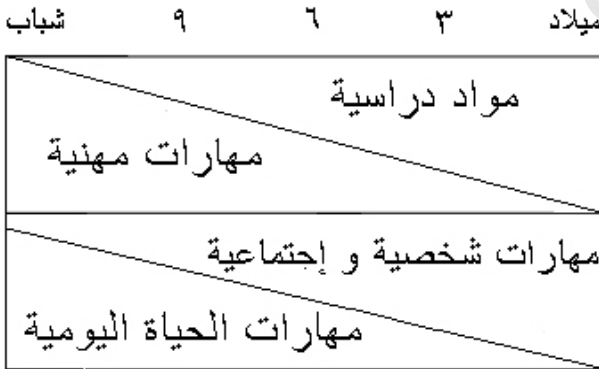 ميلاد ٣ ٦ ٩ شباب
مواد دراسية
مهارات مهنية
مهارات شخصية و إجتماعية
مهارات الحياة اليومية